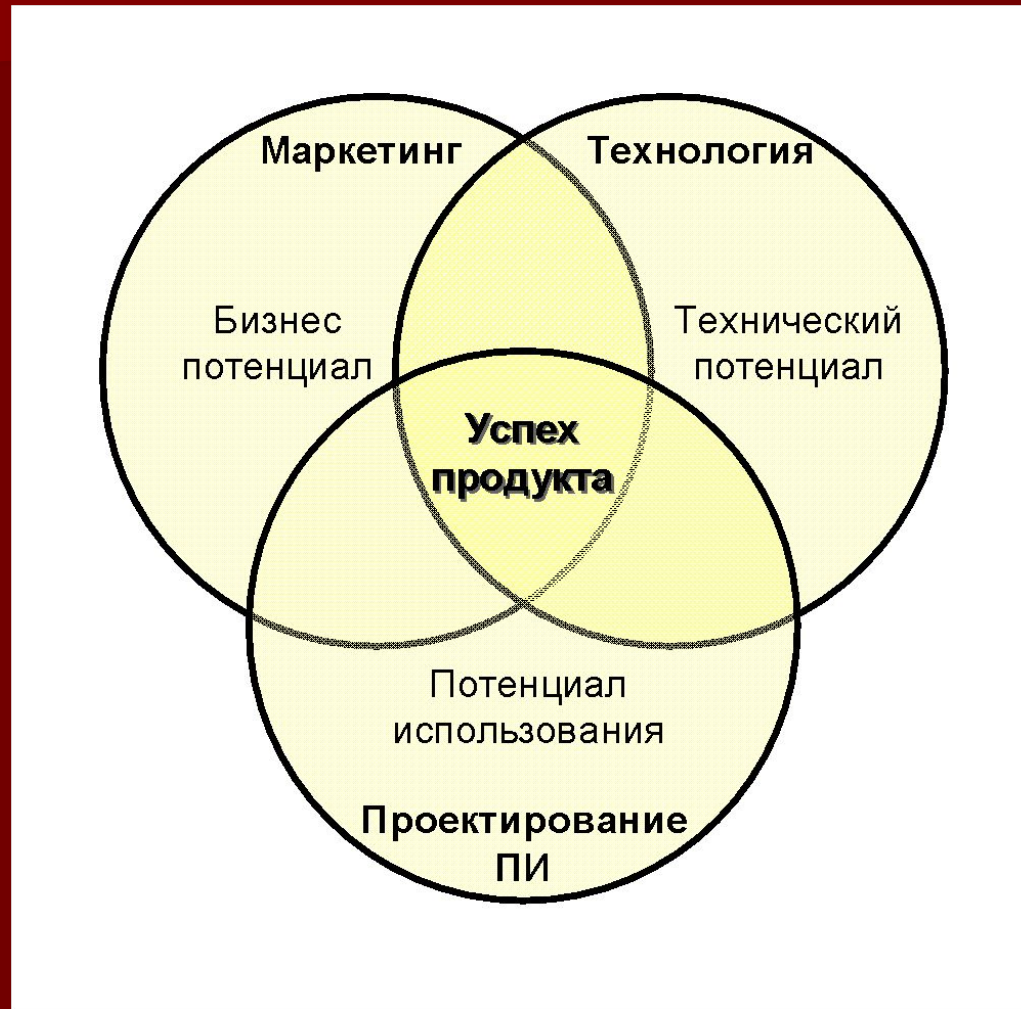 Маркетинг
Технология
Бизнес
потенциал
Технический
потенциал
Успех
продукта
Потенциал
использования
Проектирование
ПИ